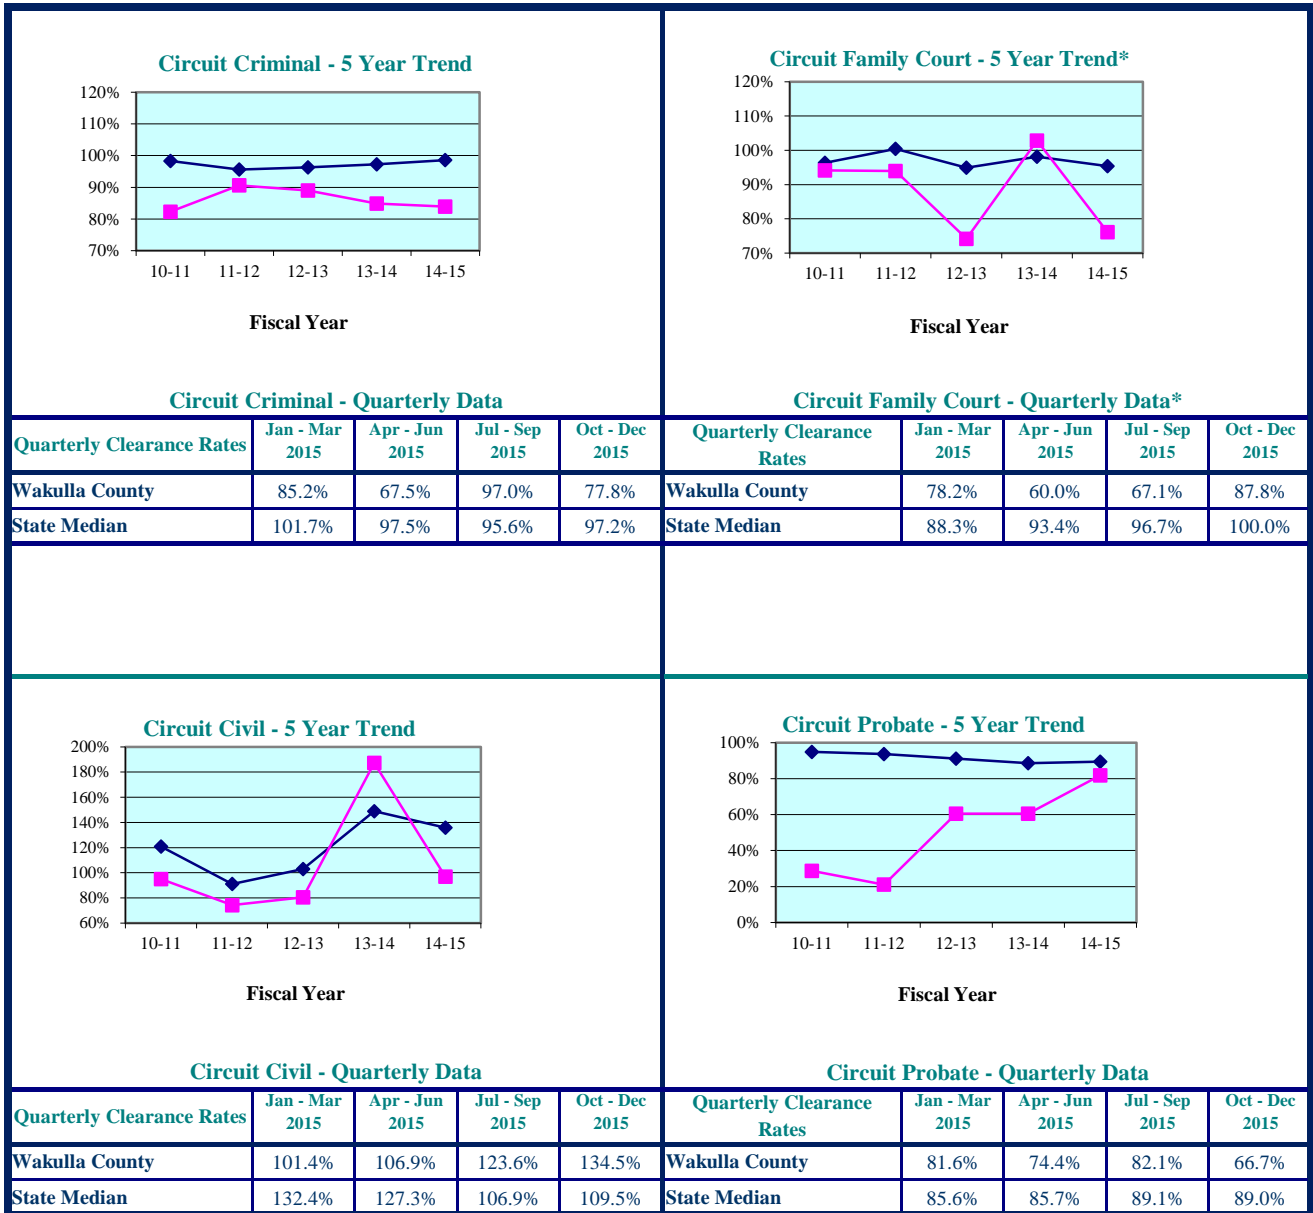 Circuit Criminal - 5 Year Trend
120%
110%
100%
90%
80%
70%
10-11 11-12 12-13 13-14 14-15
Fiscal Year
Circuit Criminal - Quarterly Data
Quarterly Clearance Rates Jan - Mar 2015 Apr - Jun 2015 Jul - Sep 2015 Oct - Dec 2015
Wakulla County 85.2% 67.5% 97.0% 77.8%
State Median 101.7% 97.5% 95.6% 97.2%
Circuit Family Court - 5 Year Trend*
120%
110%
100%
90%
80%
70%
10-11 11-12 12-13 13-14 14-15
Fiscal Year
Circuit Family Court - Quarterly Data*
Quarterly Clearance Rates Jan - Mar 2015 Apr - Jun 2015 Jul - Sep 2015 Oct - Dec 2015
Wakulla County 78.2% 60.0% 67.1% 87.8%
State Median 88.3% 93.4% 96.7% 100.0%
Circuit Civil - 5 Year Trend
200%
180%
160%
140%
120%
100%
80%
60%
10-11 11-12 12-13 13-14 14-15
Fiscal Year
Circuit Civil - Quarterly Data
Quarterly Clearance Rates Jan - Mar 2015 Apr - Jun 2015 Jul - Sep 2015 Oct - Dec 2015
Wakulla County 101.4% 106.9% 123.6% 134.5%
State Median 132.4% 127.3% 106.9% 109.5%
Circuit Probate - 5 Year Trend
100%
80%
60%
40%
20%
0%
10-11 11-12 12-13 13-14 14-15
Fiscal Year
Circuit Probate - Quarterly Data
Quarterly Clearance Rates Jan - Mar 2015 Apr - Jun 2015 Jul - Sep 2015 Oct - Dec 2015
Wakulla County 81.6% 74.4% 82.1% 66.7%
State Median 85.6% 85.7% 89.1% 89.0%